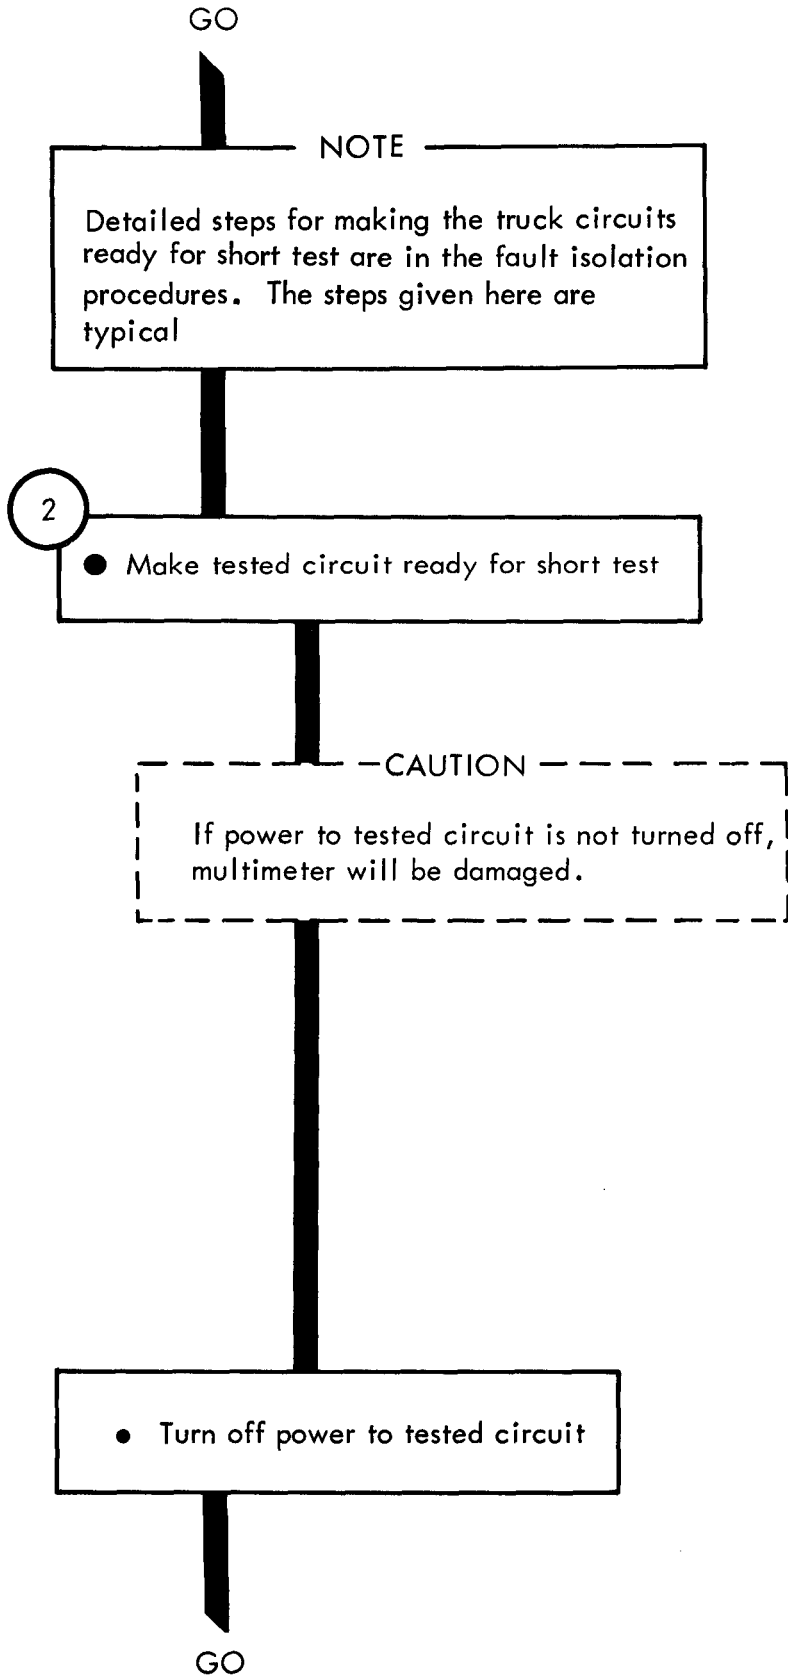 GO
NOTE
Detailed steps for making the truck circuits
ready for short test are in the fault isolation
procedures. The steps given here are
typical
2
● Make tested circuit ready for short test
CAUTION
If power to tested circuit is not turned off,
multimeter will be damaged.
● Turn off power to tested circuit
GO